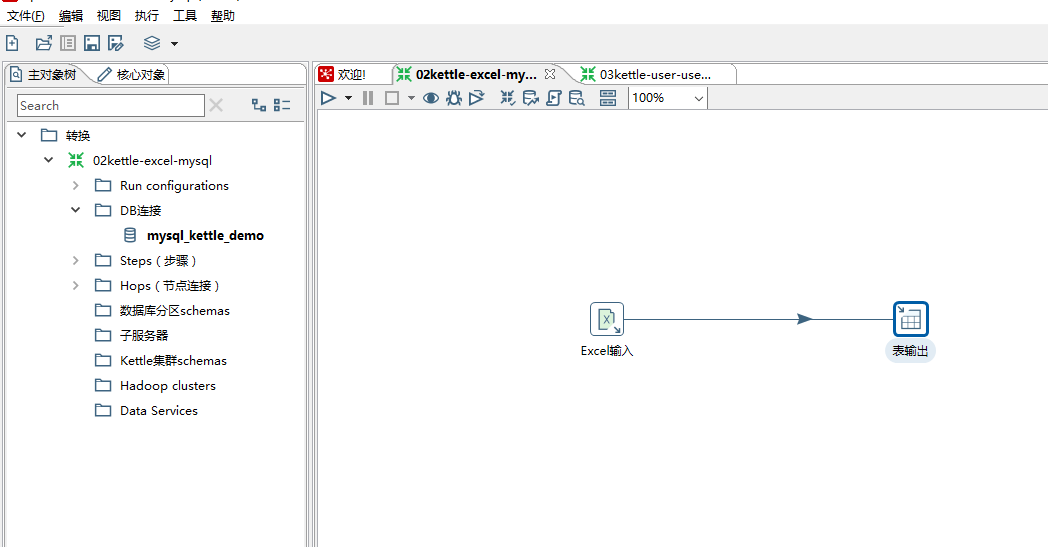 文件(F) 编辑 视图 执行 工具 帮助
主对象树 核心对象
欢迎! 02kettle-excel-my... 03kettle-user-use...
Search
100%
转换
02kettle-excel-mysql
Run configurations
DB连接
mysql_kettle_demo
Steps（步骤）
Hops（节点连接）
数据库分区schemas
子服务器
Kettle集群schemas
Hadoop clusters
Data Services
Excel输入
表输出